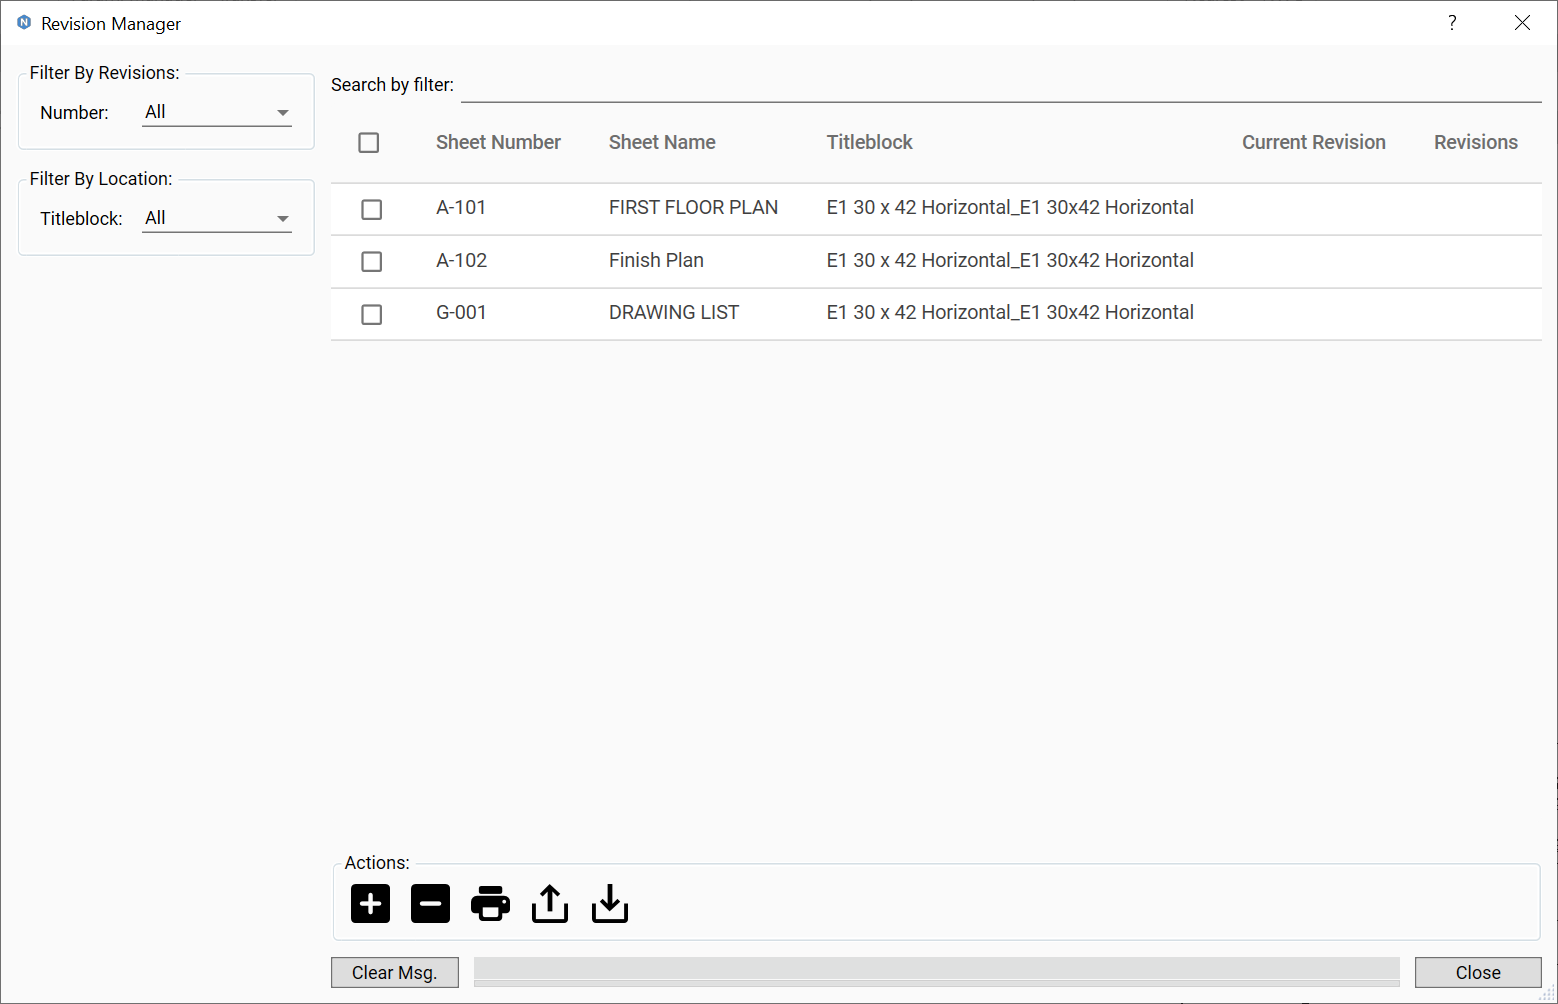 Revision Manager ?
Filter By Revisions:
Number: All
Filter By Location:
Titleblock: All
Search by filter:
Sheet Number Sheet Name Titleblock Current Revision Revisions
A-101 FIRST FLOOR PLAN E1 30 x 42 Horizontal_E1 30x42 Horizontal
A-102 Finish Plan E1 30 x 42 Horizontal_E1 30x42 Horizontal
G-001 DRAWING LIST E1 30 x 42 Horizontal_E1 30x42 Horizontal
Actions:
Clear Msg. Close